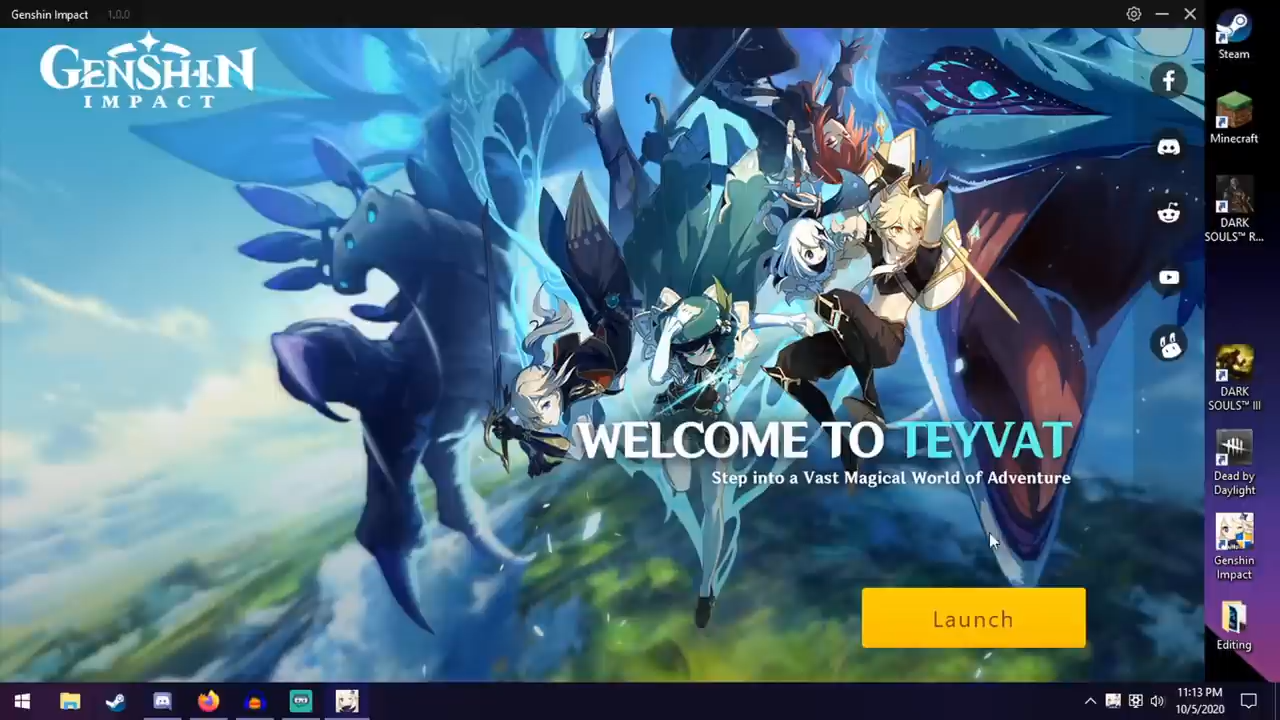 Genshin Impact 1.0.0
GENSHIN
IMPACT
WELCOME TO TEYVAT
Step into a Vast Magical World of Adventure
Launch
Steam
Minecraft
DARK
SOULS™ R...
DARK
SOULS™ III
Dead by
Daylight
Genshin
Impact
Editing
11:13 PM
10/5/2020